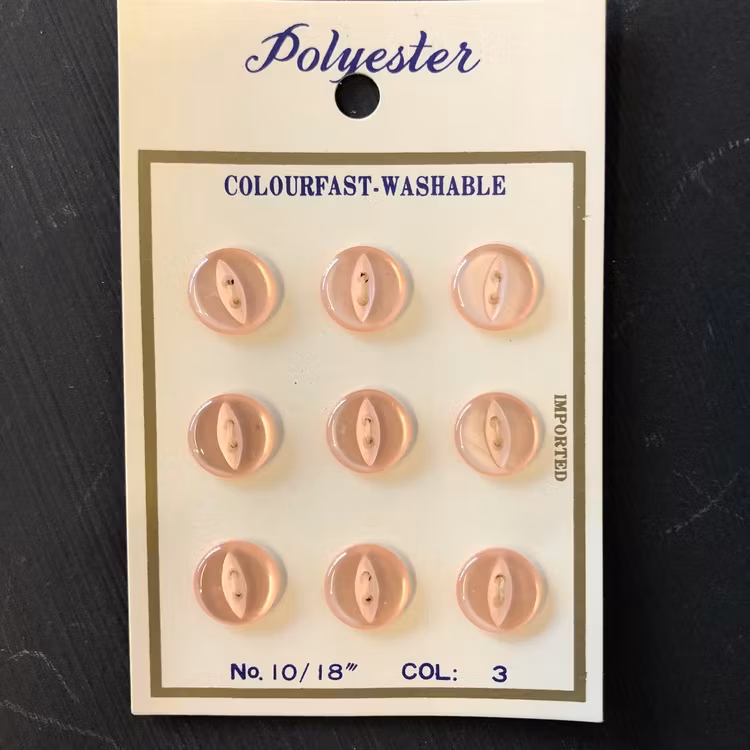 Polyester
COLOURFAST-WASHABLE
IMPORTED
No. 10/18‴ COL: 3